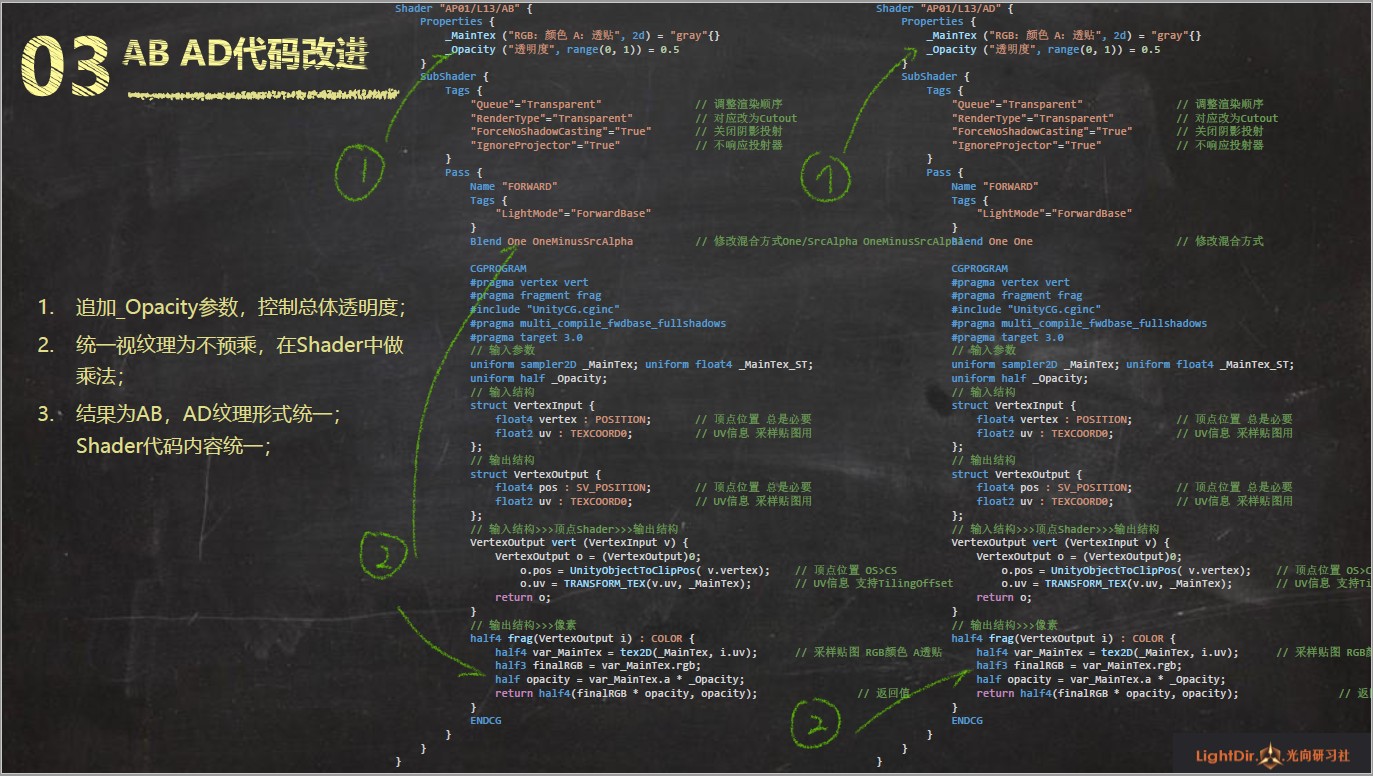 03
AB AD代码改进
1. 追加_Opacity参数，控制总体透明度；
2. 统一视纹理为不预乘，在Shader中做
乘法；
3. 结果为AB，AD纹理形式统一；
Shader代码内容统一；
Shader "AP01/L13/AB" {
Properties {
_MainTex ("RGB：颜色 A：透贴", 2d) = "gray"{}
_Opacity ("透明度", range(0, 1)) = 0.5
}
SubShader {
Tags {
"Queue"="Transparent" // 调整渲染顺序
"RenderType"="Transparent" // 对应改为Cutout
"ForceNoShadowCasting"="True" // 关闭阴影投射
"IgnoreProjector"="True" // 不响应投射器
}
Pass {
Name "FORWARD"
Tags {
"LightMode"="ForwardBase"
}
Blend One OneMinusSrcAlpha // 修改混合方式One/SrcAlpha OneMinusSrcAlpha
CGPROGRAM
#pragma vertex vert
#pragma fragment frag
#include "UnityCG.cginc"
#pragma multi_compile_fwdbase_fullshadows
#pragma target 3.0
// 输入参数
uniform sampler2D _MainTex; uniform float4 _MainTex_ST;
uniform half _Opacity;
// 输入结构
struct VertexInput {
float4 vertex : POSITION; // 顶点位置 总是必要
float2 uv : TEXCOORD0; // UV信息 采样贴图用
};
// 输出结构
struct VertexOutput {
float4 pos : SV_POSITION; // 顶点位置 总是必要
float2 uv : TEXCOORD0; // UV信息 采样贴图用
};
// 输入结构>>>顶点Shader>>>输出结构
VertexOutput vert (VertexInput v) {
VertexOutput o = (VertexOutput)0;
o.pos = UnityObjectToClipPos( v.vertex); // 顶点位置 OS>CS
o.uv = TRANSFORM_TEX(v.uv, _MainTex); // UV信息 支持TilingOffset
return o;
}
// 输出结构>>>像素
half4 frag(VertexOutput i) : COLOR {
half4 var_MainTex = tex2D(_MainTex, i.uv); // 采样贴图 RGB颜色 A透贴
half3 finalRGB = var_MainTex.rgb;
half opacity = var_MainTex.a * _Opacity;
return half4(finalRGB * opacity, opacity); // 返回值
}
ENDCG
}
}
}
1
2
Shader "AP01/L13/AD" {
Properties {
_MainTex ("RGB：颜色 A：透贴", 2d) = "gray"{}
_Opacity ("透明度", range(0, 1)) = 0.5
}
SubShader {
Tags {
"Queue"="Transparent" // 调整渲染顺序
"RenderType"="Transparent" // 对应改为Cutout
"ForceNoShadowCasting"="True" // 关闭阴影投射
"IgnoreProjector"="True" // 不响应投射器
}
Pass {
Name "FORWARD"
Tags {
"LightMode"="ForwardBase"
}
Blend One One // 修改混合方式
CGPROGRAM
#pragma vertex vert
#pragma fragment frag
#include "UnityCG.cginc"
#pragma multi_compile_fwdbase_fullshadows
#pragma target 3.0
// 输入参数
uniform sampler2D _MainTex; uniform float4 _MainTex_ST;
uniform half _Opacity;
// 输入结构
struct VertexInput {
float4 vertex : POSITION; // 顶点位置 总是必要
float2 uv : TEXCOORD0; // UV信息 采样贴图用
};
// 输出结构
struct VertexOutput {
float4 pos : SV_POSITION; // 顶点位置 总是必要
float2 uv : TEXCOORD0; // UV信息 采样贴图用
};
// 输入结构>>>顶点Shader>>>输出结构
VertexOutput vert (VertexInput v) {
VertexOutput o = (VertexOutput)0;
o.pos = UnityObjectToClipPos( v.vertex); // 顶点位置
o.uv = TRANSFORM_TEX(v.uv, _MainTex); // UV信息
return o;
}
// 输出结构>>>像素
half4 frag(VertexOutput i) : COLOR {
half4 var_MainTex = tex2D(_MainTex, i.uv); // 采样贴图
half3 finalRGB = var_MainTex.rgb;
half opacity = var_MainTex.a * _Opacity;
return half4(finalRGB * opacity, opacity); //
}
ENDCG
}
}
}
1
2
LightDir.光向研习社